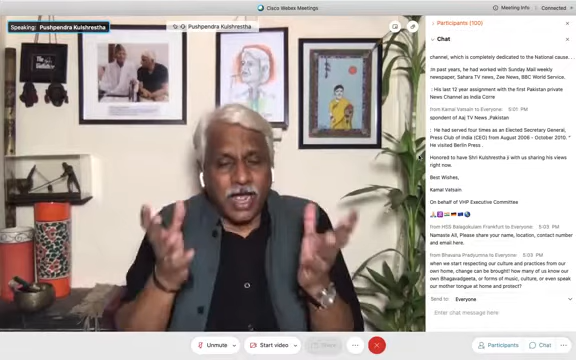 Cisco Webex Meetings
Meeting Info
Connected
Speaking: Pushpendra Kulshrestha
Pushpendra Kulshrestha
Participants (100)
Chat
channel, which is completely dedicated to the National cause...
In past years, he had worked with Sunday Mail weekly
newspaper, Sahara TV news, Zee News, BBC World Service.
: His last 12 year assignment with the first Pakistan private
News Channel as India Corre
from Kamal Vatsain to Everyone: 5:01 PM
spondent of Aaj TV News ,Pakistan
: He had served four times as an Elected Secretary General,
Press Club of India (CEO) from August 2006 - October 2010. "
He visited Berlin Press .
Honored to have Shri Kulshrestha ji with us sharing his views
right now.
Best Wishes,
Kamal Vatsain
On behalf of VHP Executive Committee
from HSS Balagokulam Frankfurt to Everyone: 5:03 PM
Namaste All, Please share your name, location, contact number
and email here.
from Bhavana Pradyumna to Everyone: 5:03 PM
when we start respecting our culture and practices from our
own home, change can be brought! how many of us know our
own Bhagavadgeeta, or forms of music, culture, or even speak
our mother tongue at home and protect?
Send to: Everyone
Enter chat message here
Unmute
Start video
Share
Participants
Chat